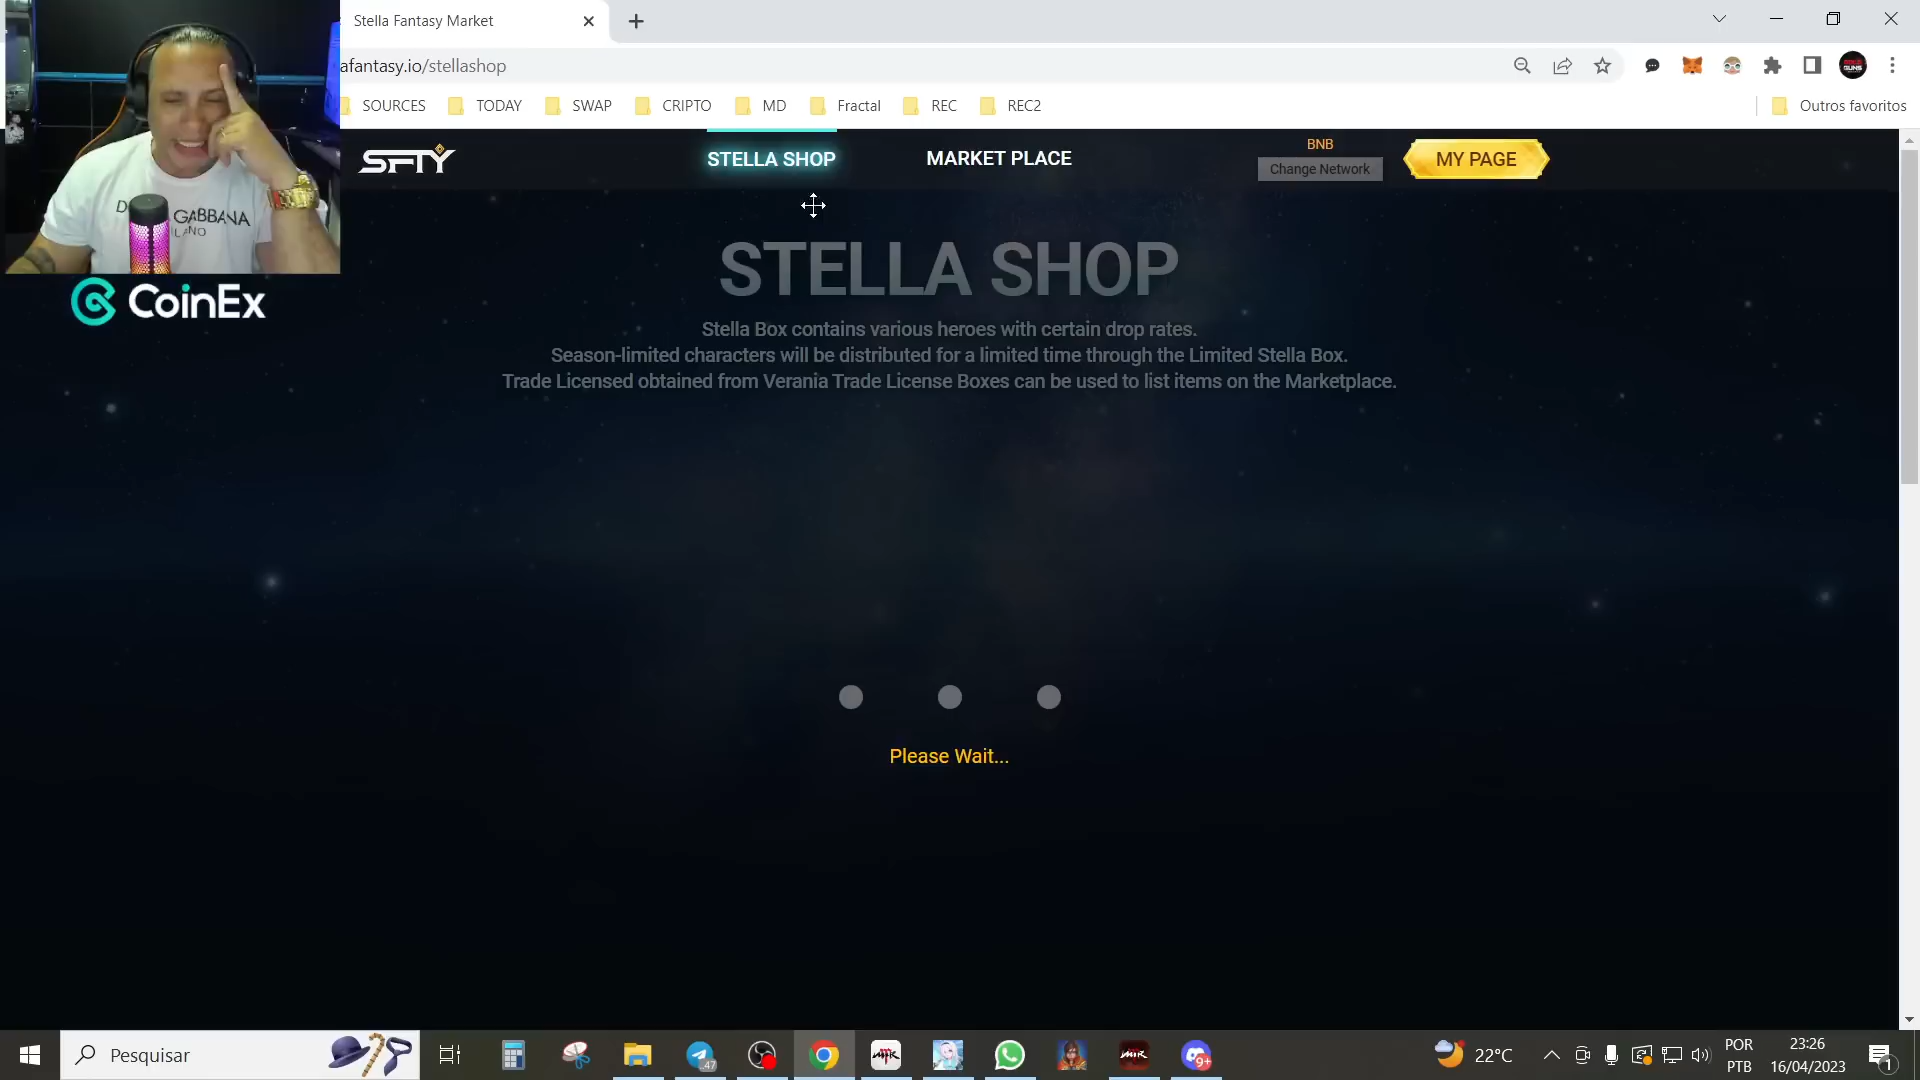 Stella Fantasy Market
afantasy.io/stellashop
SOURCES
TODAY
SWAP
CRIPTO
MD
Fractal
REC
REC2
Outros favoritos
SFTY
STELLA SHOP
MARKET PLACE
BNB
Change Network
MY PAGE
GABBANA
CoinEx
STELLA SHOP
Stella Box contains various heroes with certain drop rates.
Season-limited characters will be distributed for a limited time through the Limited Stella Box.
Trade Licensed obtained from Verania Trade License Boxes can be used to list items on the Marketplace.
Please Wait...
Pesquisar
47
9+
22°C
POR
PTB
23:26
16/04/2023
1